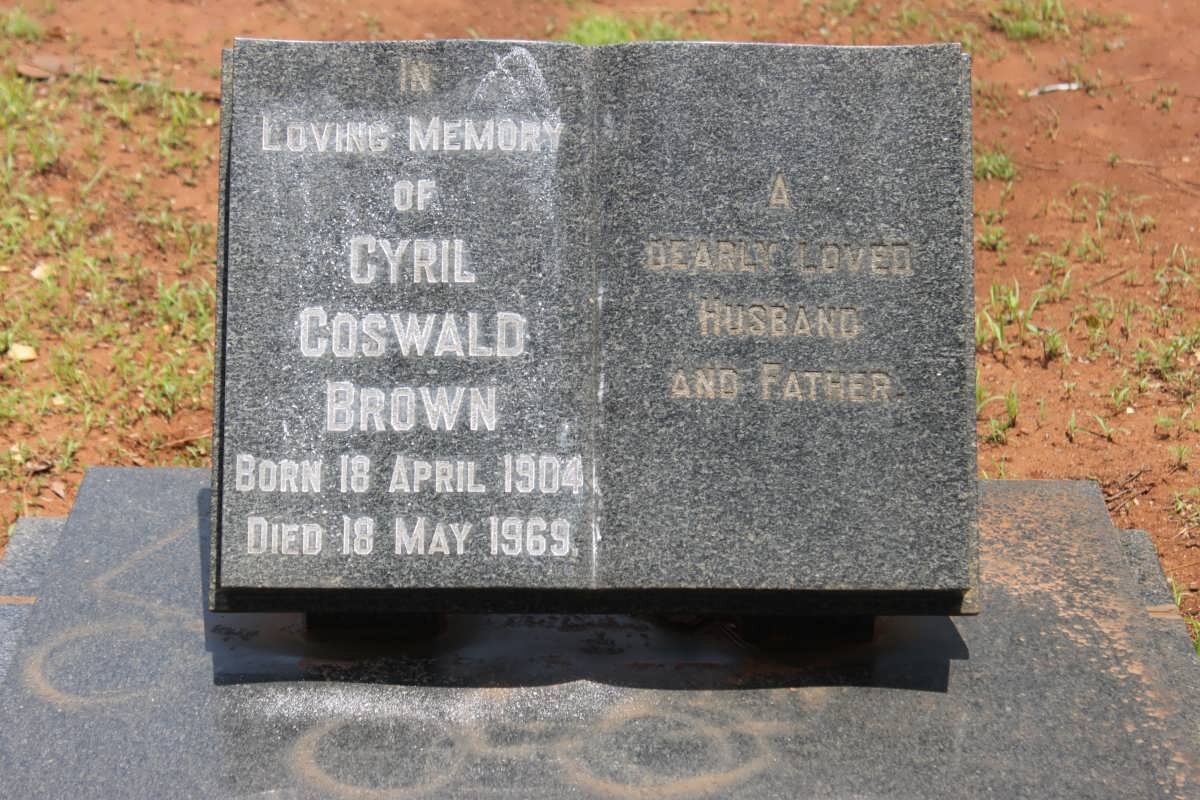 IN
LOVING MEMORY
OF
CYRIL
COSWALD
BROWN
BORN 18 APRIL 1904
DIED 18 MAY 1969.
A
DEARLY LOVED
HUSBAND
AND FATHER.